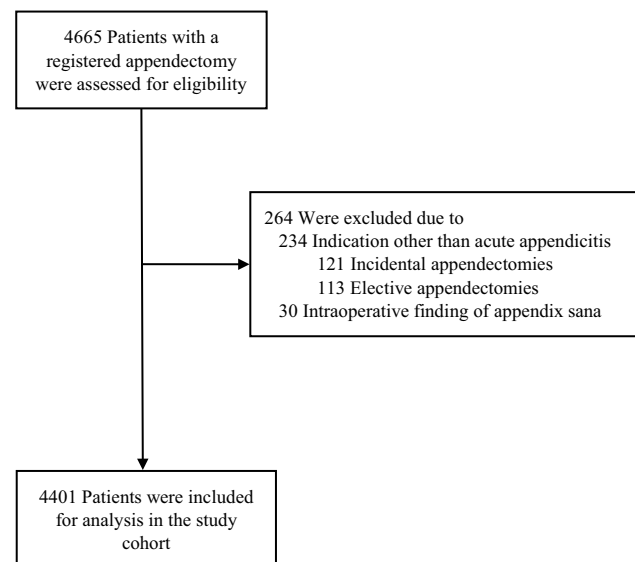 4665 Patients with a
registered appendectomy
were assessed for eligibility
264 Were excluded due to
234 Indication other than acute appendicitis
121 Incidental appendectomies
113 Elective appendectomies
30 Intraoperative finding of appendix sana
4401 Patients were included
for analysis in the study
cohort